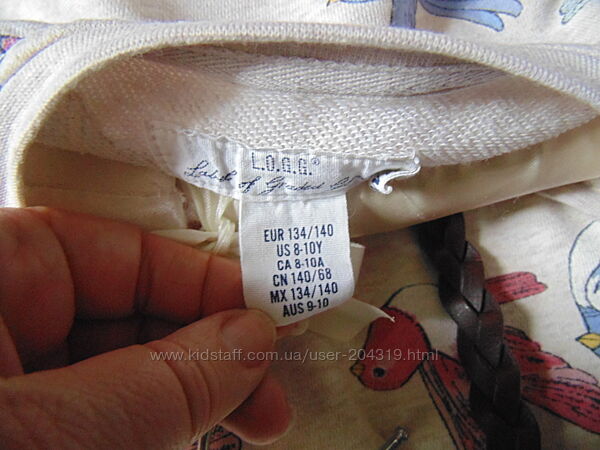 L.O.G.G.®
Label of Graded
EUR 134/140
US 8-10Y
CA 8-10A
CN 140/68
MX 134/140
AUS 9-10
www.kidstaff.com.ua/user-204319.html